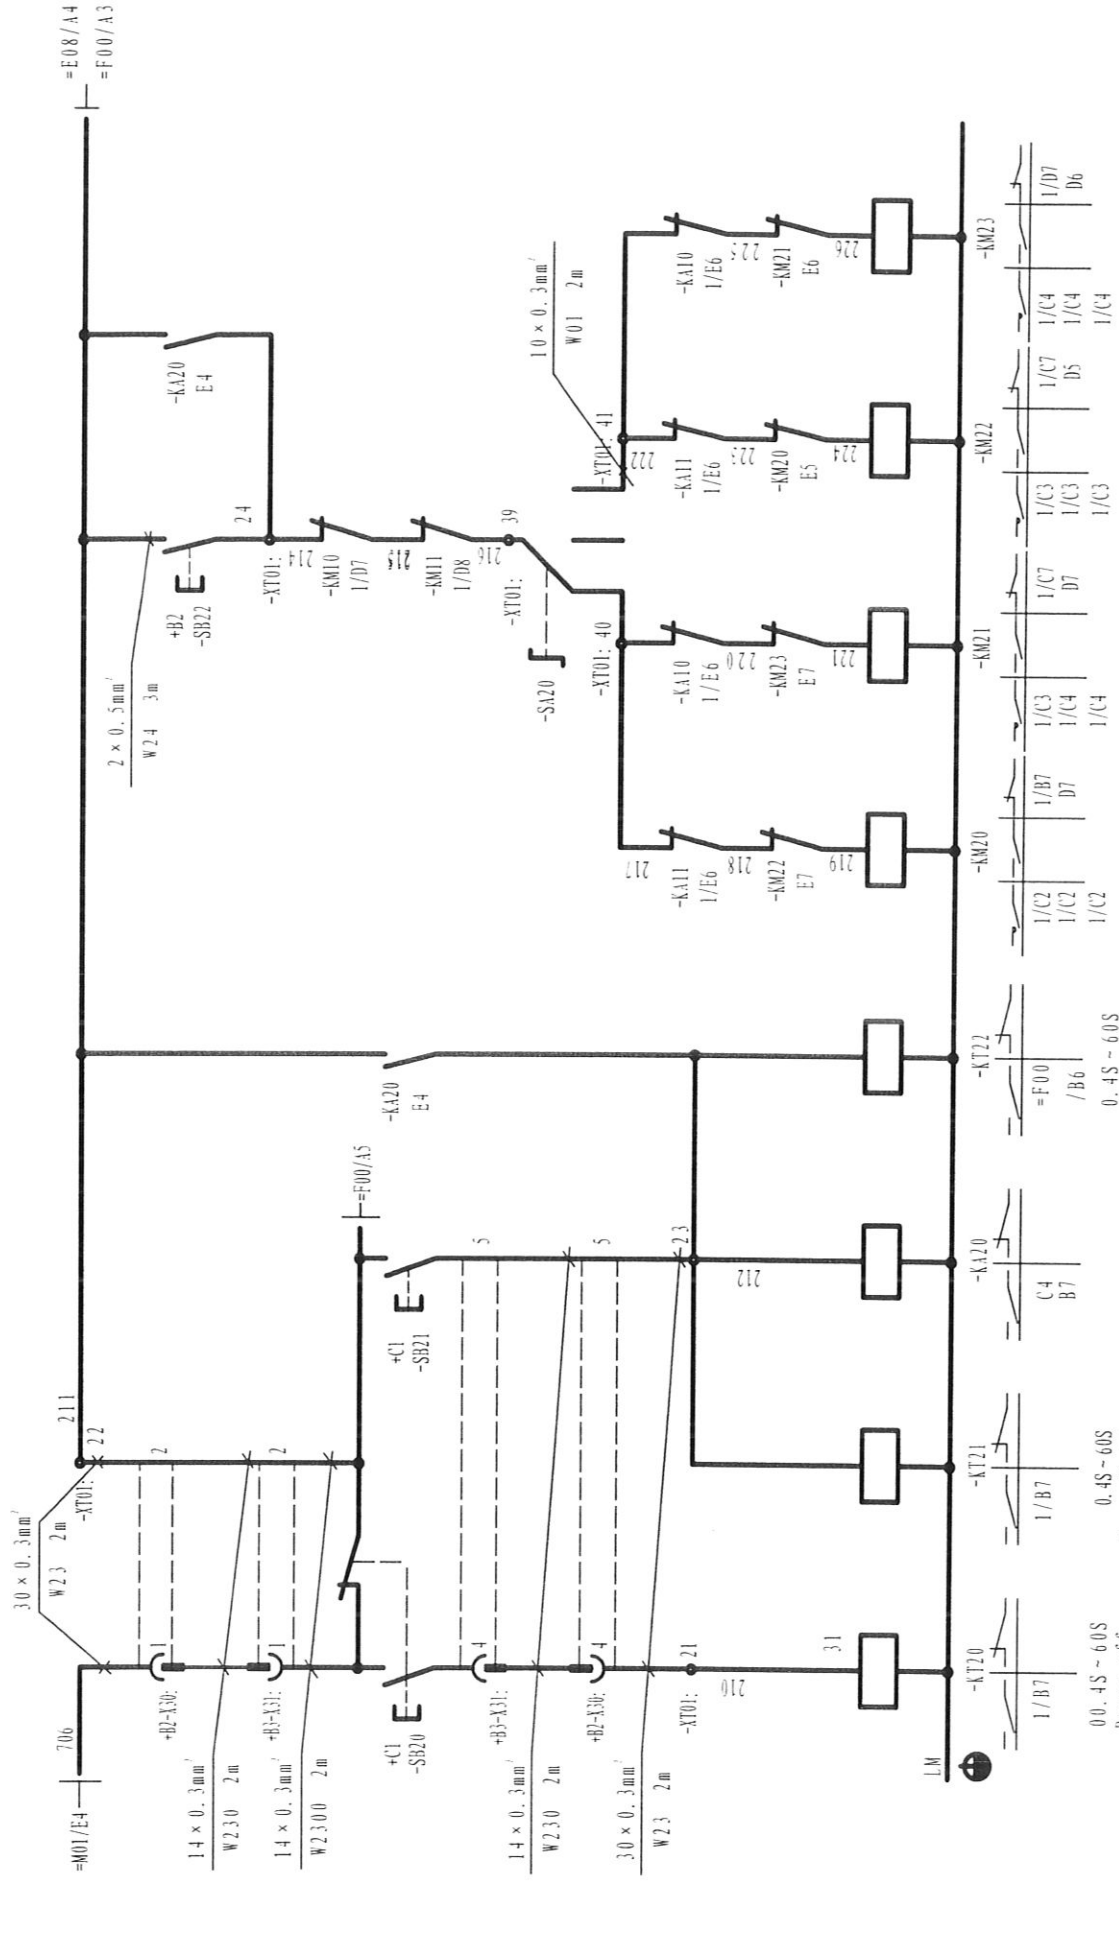 =E08/A4
=F00/A3
=M01/E4
706
30×0.3mm²
W23 2m
-XT01:
22
211
+B2-X30:
1
2
14×0.3mm²
W230 2m
+B3-X31:
1
2
14×0.3mm²
W2300 2m
+C1
-SB20
=F00/A5
+C1
-SB21
+B3-X31:
4
5
14×0.3mm²
W230 2m
+B2-X30:
4
5
30×0.3mm²
W23 2m
-XT01:
21
23
210
212
31
-KA20
E4
2×0.5mm²
W24 3m
+B2
-SB22
24
-XT01:
-KA20
E4
214
-KM10
1/D7
215
-KM11
1/D8
216
-XT01:
39
-SA20
10×0.3mm²
W01 2m
-XT01: 40
-XT01: 41
217
-KA11
1/E6
218
-KM22
E7
219
-KA10
1/E6
220
-KM23
E7
221
222
-KA11
1/E6
223
-KM20
E5
224
-KA10
1/E6
225
-KM21
E6
226
LM
-KT20
-KT21
-KA20
-KT22
-KM20
-KM21
-KM22
-KM23
1/B7
00.4S~60S
1/B7
0.4S~60S
C4
B7
=F00
/B6
0.4S~60S
1/C2
1/C2
1/C2
1/B7
D7
1/C3
1/C4
1/C4
1/C7
D7
1/C3
1/C3
1/C3
1/C7
D5
1/C4
1/C4
1/C4
1/D7
D6